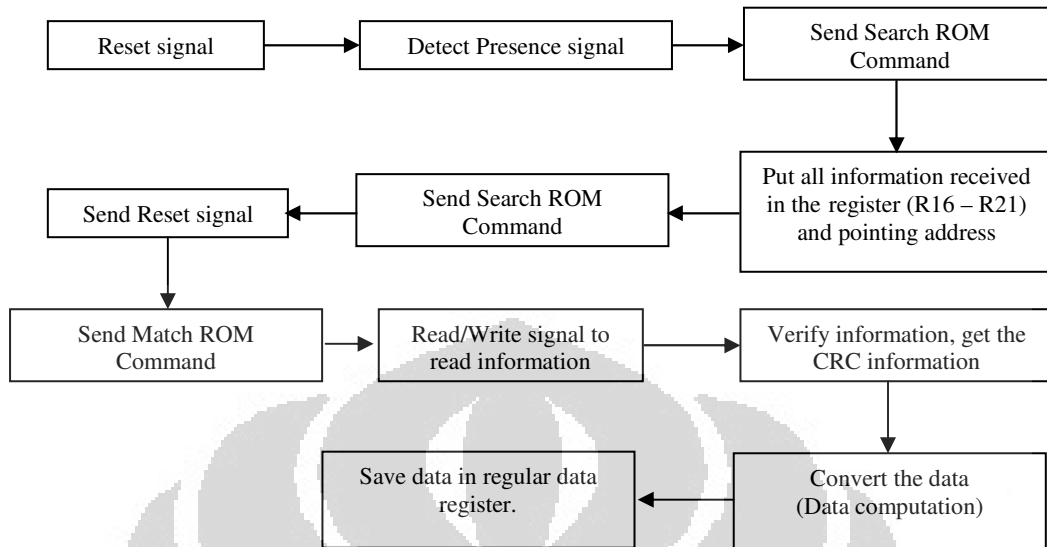 Reset signal
Detect Presence signal
Send Search ROM
Command
Put all information received
in the register (R16 – R21)
and pointing address
Send Search ROM
Command
Send Reset signal
Send Match ROM
Command
Read/Write signal to
read information
Verify information, get the
CRC information
Convert the data
(Data computation)
Save data in regular data
register.